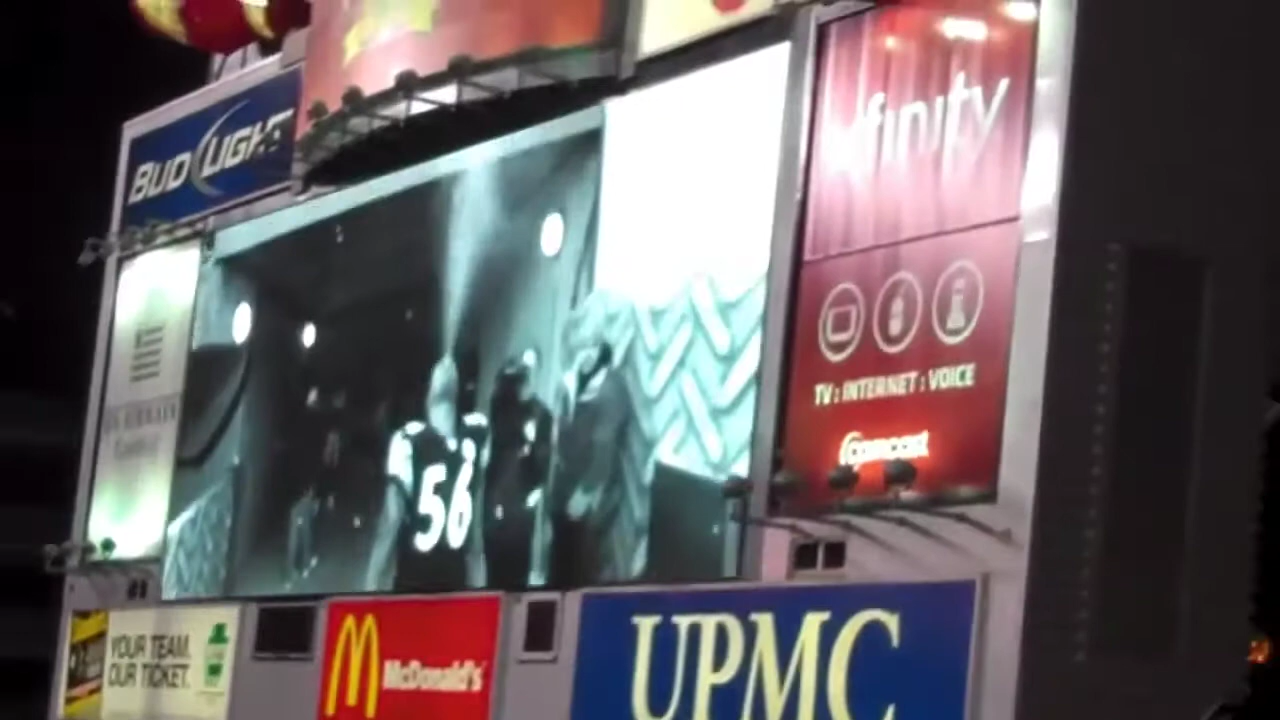 BUD LIGHT
xfinity
TV : INTERNET : VOICE
Comcast
56
YOUR TEAM.
OUR TICKET.
McDonald's
UPMC